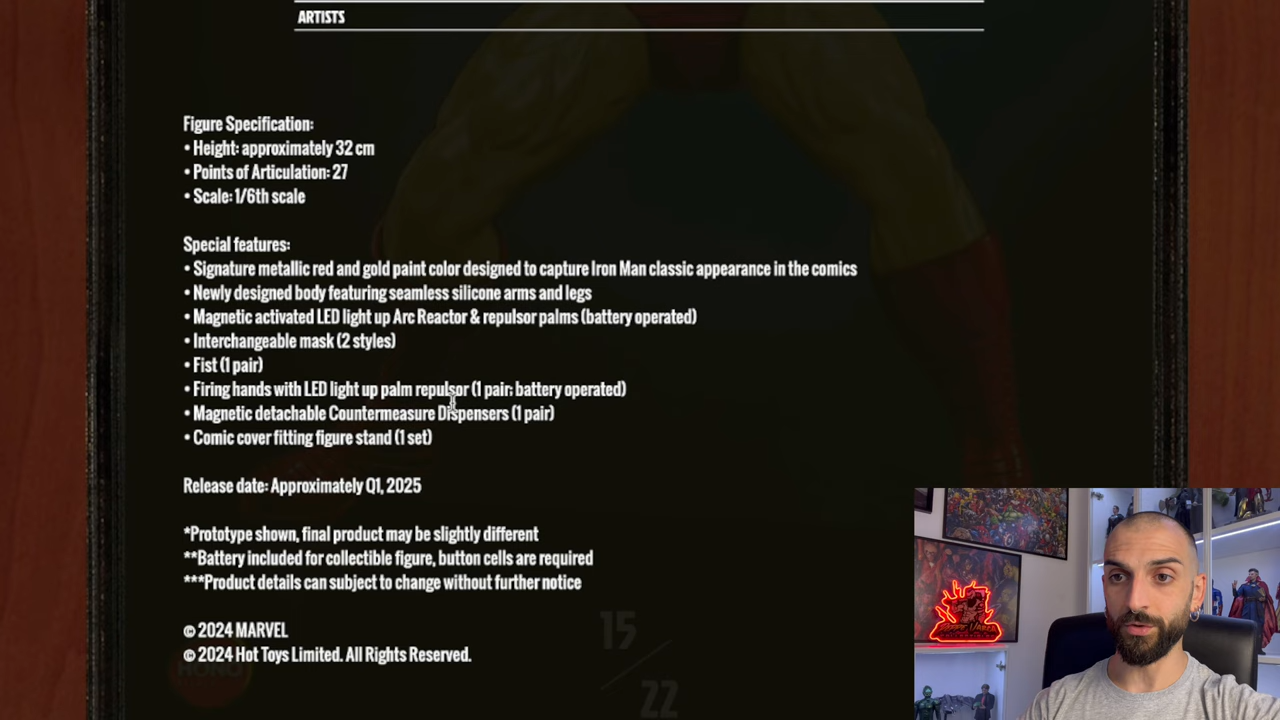 ARTISTS
Figure Specification:
• Height: approximately 32 cm
• Points of Articulation: 27
• Scale: 1/6th scale
Special features:
• Signature metallic red and gold paint color designed to capture Iron Man classic appearance in the comics
• Newly designed body featuring seamless silicone arms and legs
• Magnetic activated LED light up Arc Reactor & repulsor palms (battery operated)
• Interchangeable mask (2 styles)
• Fist (1 pair)
• Firing hands with LED light up palm repulsor (1 pair; battery operated)
• Magnetic detachable Countermeasure Dispensers (1 pair)
• Comic cover fitting figure stand (1 set)
Release date: Approximately Q1, 2025
*Prototype shown, final product may be slightly different
**Battery included for collectible figure, button cells are required
***Product details can subject to change without further notice
© 2024 MARVEL
© 2024 Hot Toys Limited. All Rights Reserved.
15
22